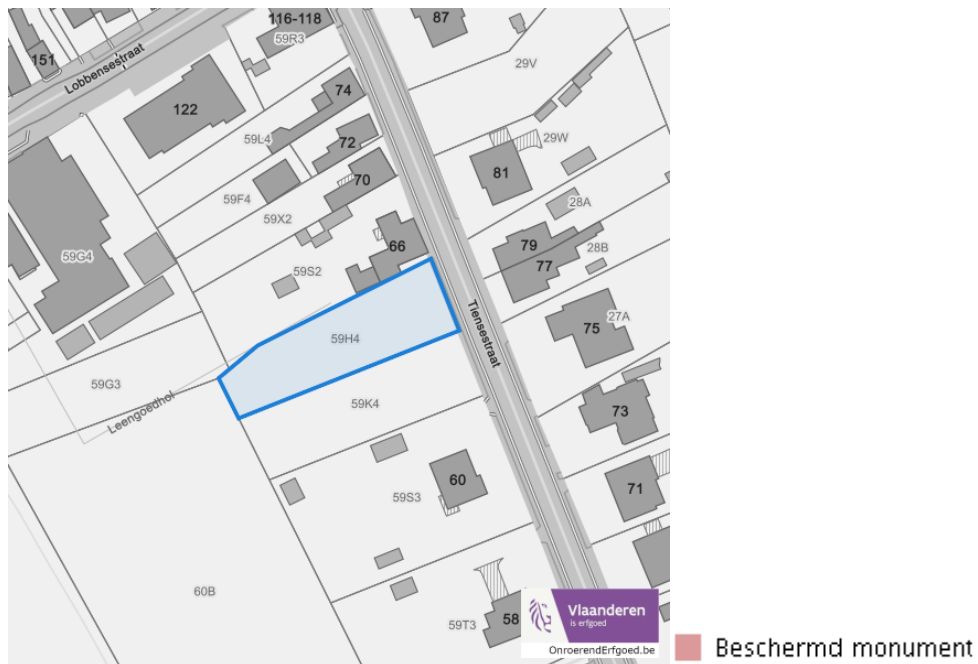 116-118
87
59R3
151
Lobbensestraat
29V
74
122
59L4
72
29W
81
70
59F4
28A
59X2
66
79
28B
59G4
77
59S2
Tiensestraat
27A
75
59H4
59G3
59K4
Leengoedhol
73
60
71
59S3
60B
Vlaanderen
is erfgoed
58
59T3
OnroerendErfgoed.be
Beschermd monument